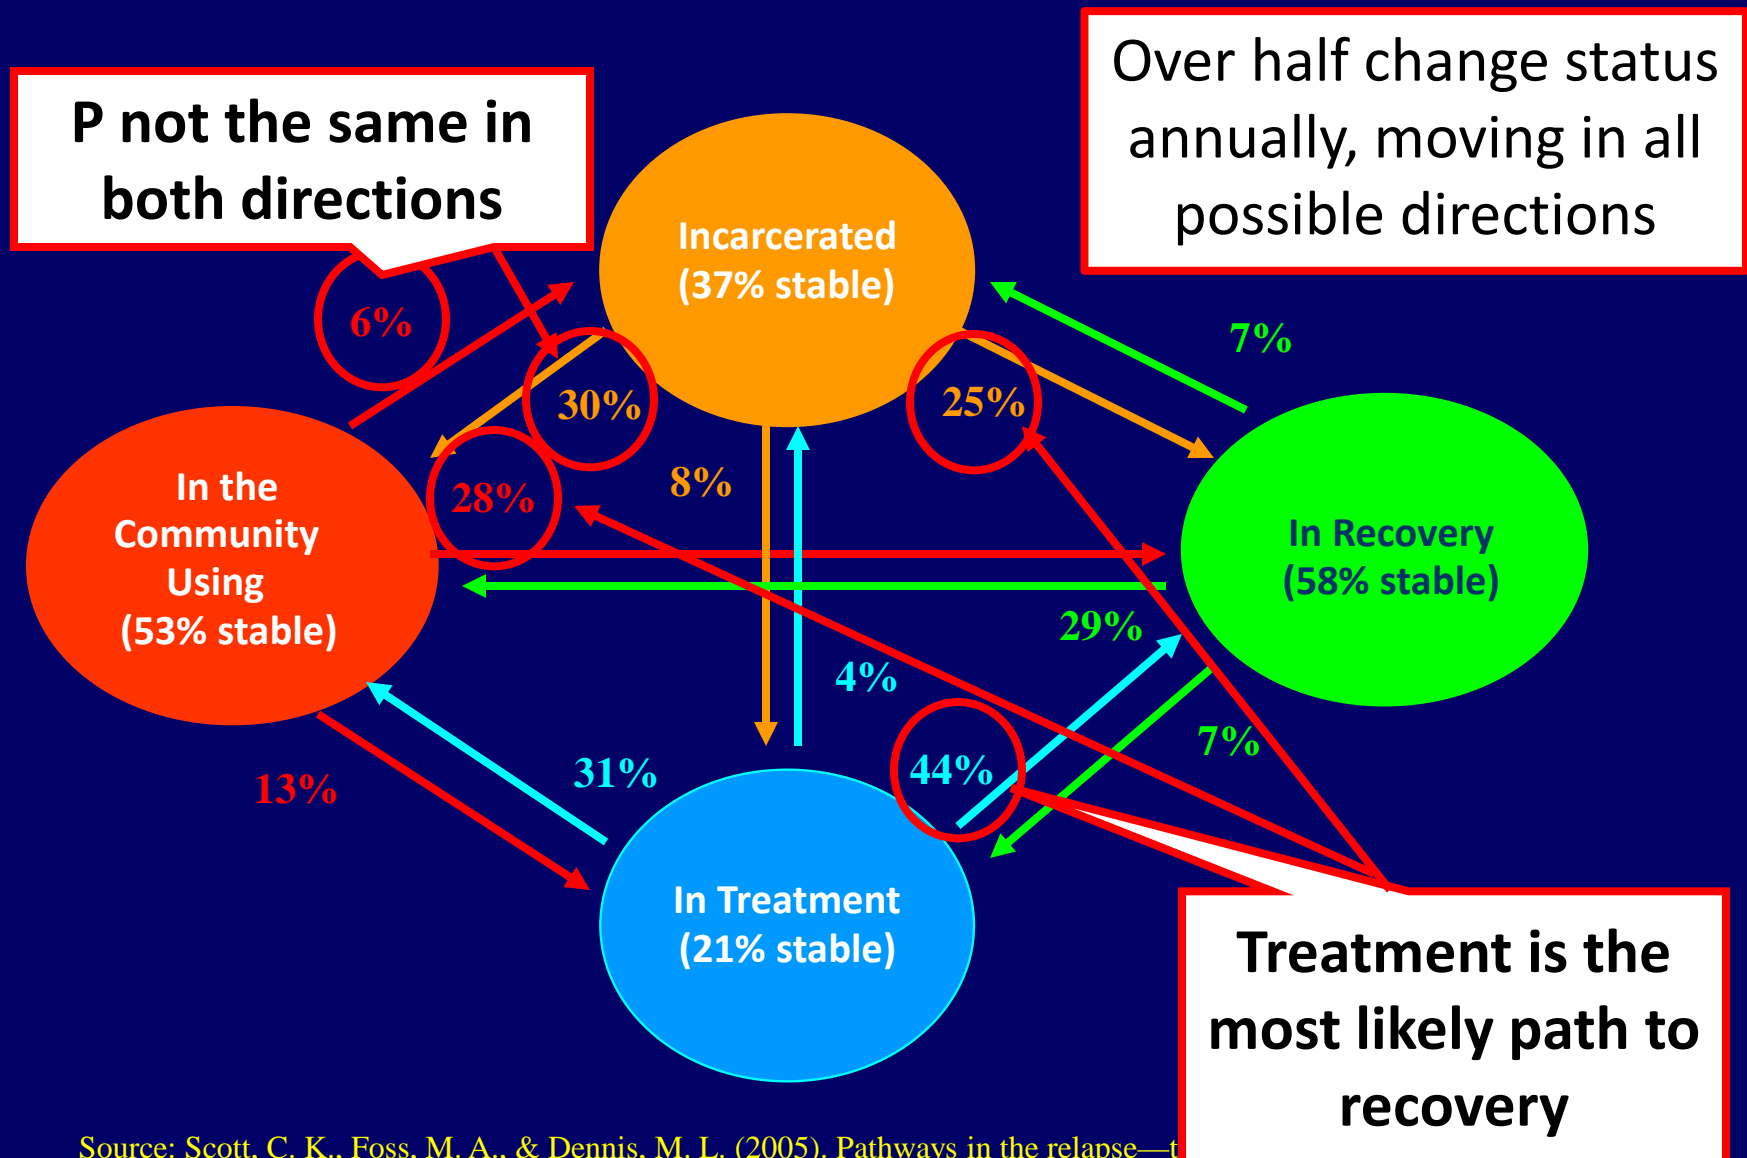 P not the same in
both directions
Over half change status
annually, moving in all
possible directions
Incarcerated
(37% stable)
6%
7%
30%
25%
28%
8%
In the
Community
Using
(53% stable)
In Recovery
(58% stable)
29%
4%
7%
13%
31%
44%
In Treatment
(21% stable)
Treatment is the
most likely path to
recovery
Source: Scott, C. K., Foss, M. A., & Dennis, M. L. (2005). Pathways in the relapse—t